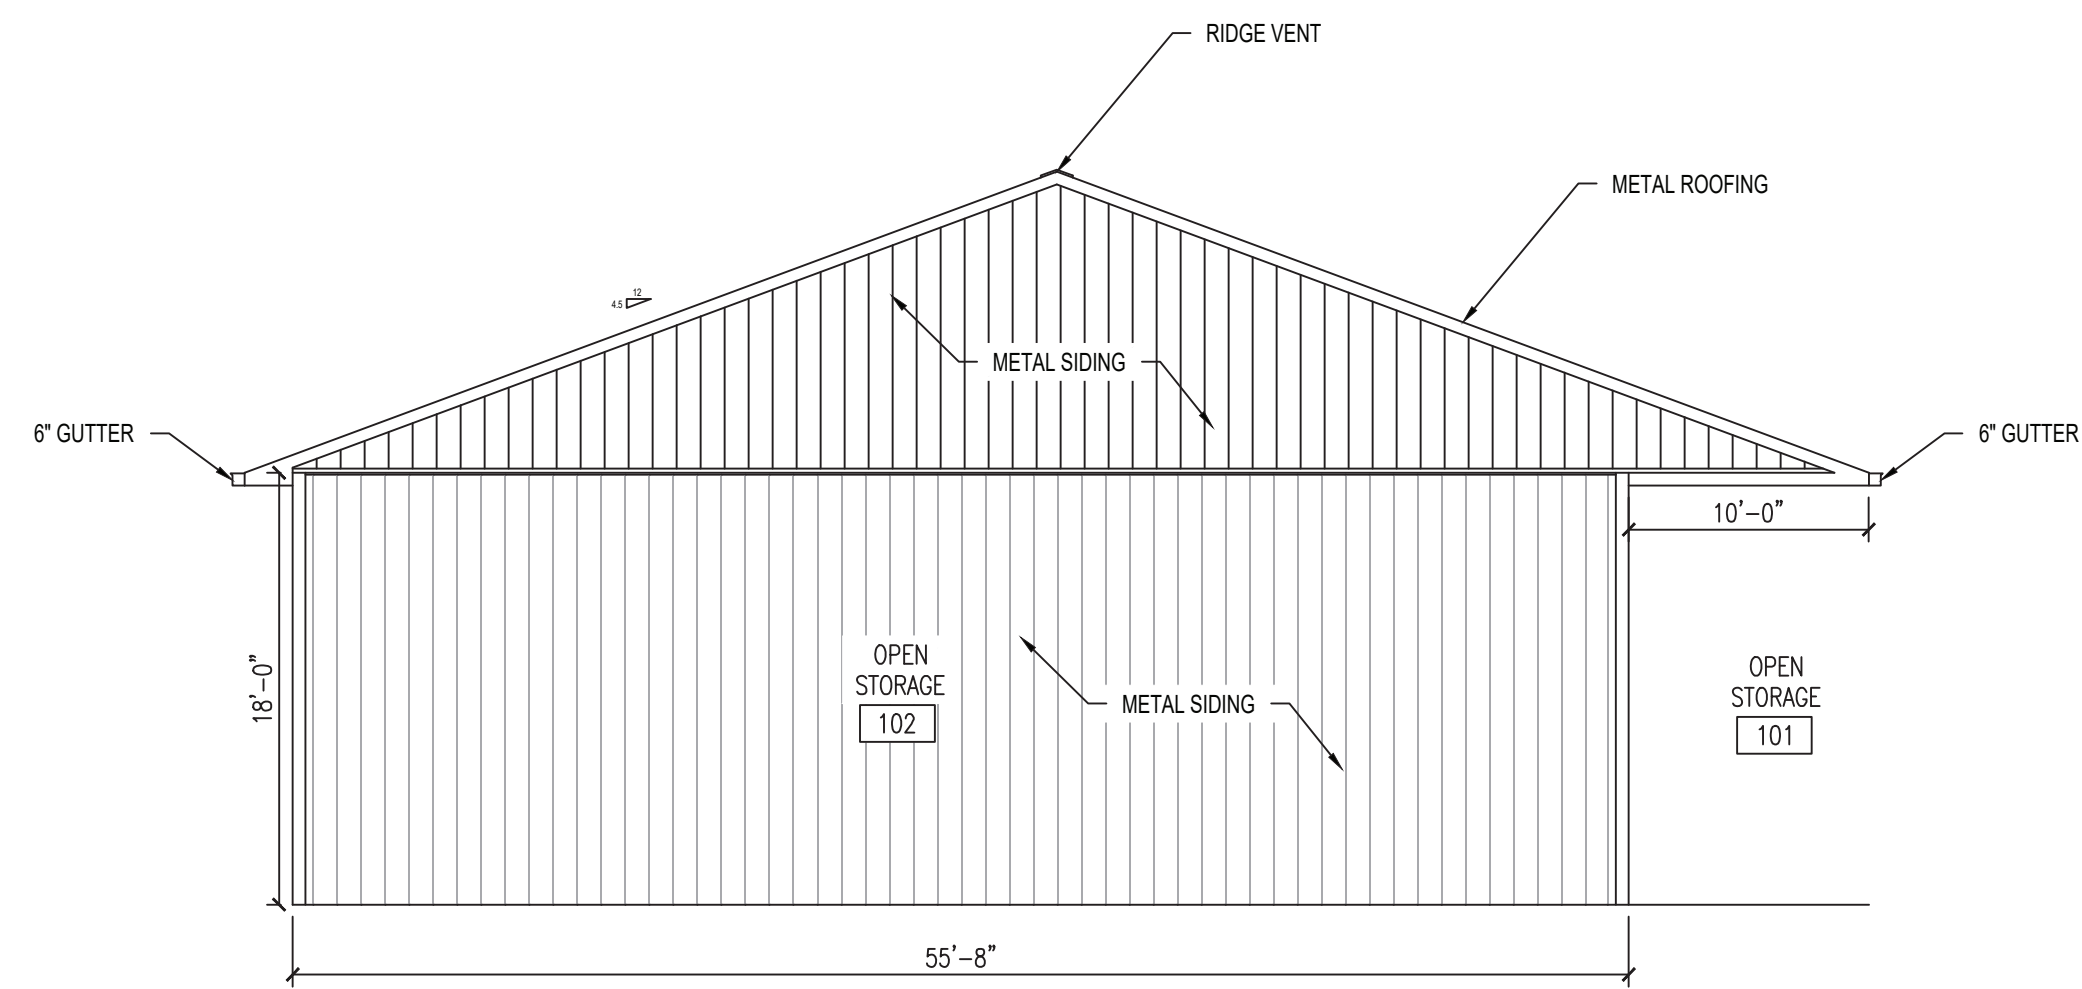 RIDGE VENT
METAL ROOFING
12
4.5
METAL SIDING
6" GUTTER
6" GUTTER
10'-0"
18'-0"
OPEN
STORAGE
102
METAL SIDING
OPEN
STORAGE
101
55'-8"